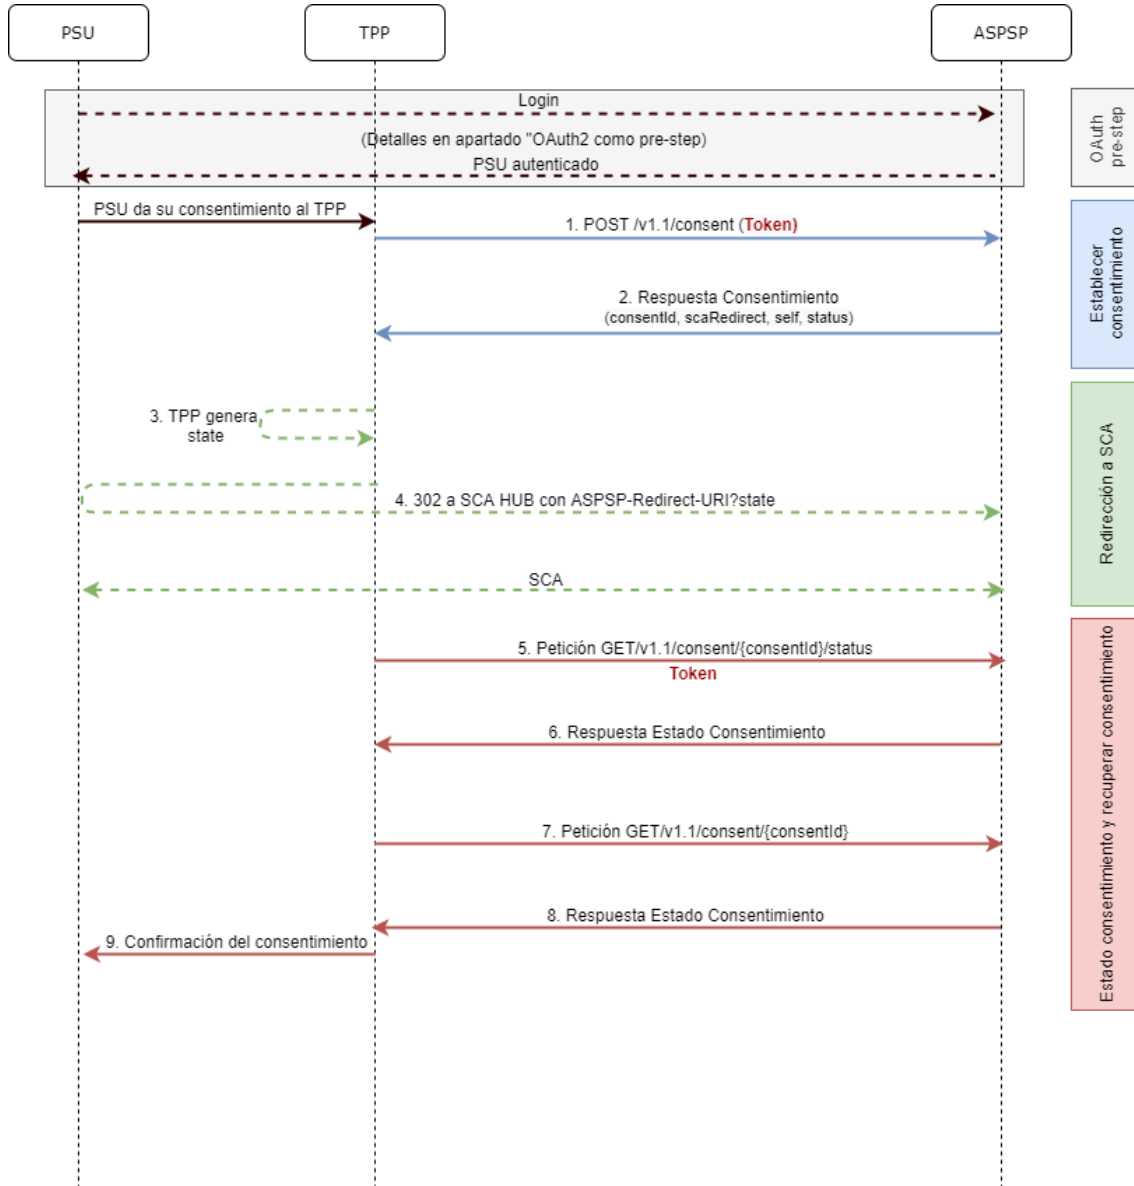 PSU
TPP
ASPSP
Login
(Detalles en apartado "OAuth2 como pre-step)
PSU autenticado
OAuth
pre-step
PSU da su consentimiento al TPP
1. POST /v1.1/consent (Token)
2. Respuesta Consentimiento
(consentId, scaRedirect, self, status)
Establecer
consentimiento
3. TPP genera
state
4. 302 a SCA HUB con ASPSP-Redirect-URI?state
SCA
Redirección a SCA
5. Petición GET/v1.1/consent/{consentId}/status
Token
6. Respuesta Estado Consentimiento
7. Petición GET/v1.1/consent/{consentId}
8. Respuesta Estado Consentimiento
9. Confirmación del consentimiento
Estado consentimiento y recuperar consentimiento